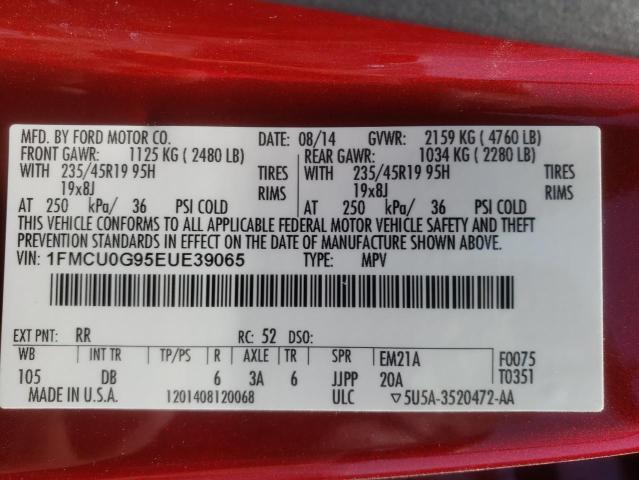 MFD. BY FORD MOTOR CO. DATE: 08/14 GVWR: 2159 KG ( 4760 LB)
FRONT GAWR: 1125 KG ( 2480 LB) REAR GAWR: 1034 KG ( 2280 LB)
WITH 235/45R19 95H TIRES WITH 235/45R19 95H TIRES
19x8J RIMS 19x8J RIMS
AT 250 kPa/ 36 PSI COLD AT 250 kPa/ 36 PSI COLD
THIS VEHICLE CONFORMS TO ALL APPLICABLE FEDERAL MOTOR VEHICLE SAFETY AND THEFT
PREVENTION STANDARDS IN EFFECT ON THE DATE OF MANUFACTURE SHOWN ABOVE.
VIN: 1FMCU0G95EUE39065 TYPE: MPV
EXT PNT: RR RC: 52 DSO:
WB INT TR TP/PS R AXLE TR SPR EM21A F0075
105 DB 6 3A 6 JJPP 20A T0351
MADE IN U.S.A. 1201408120068 ULC ▽5U5A-3520472-AA